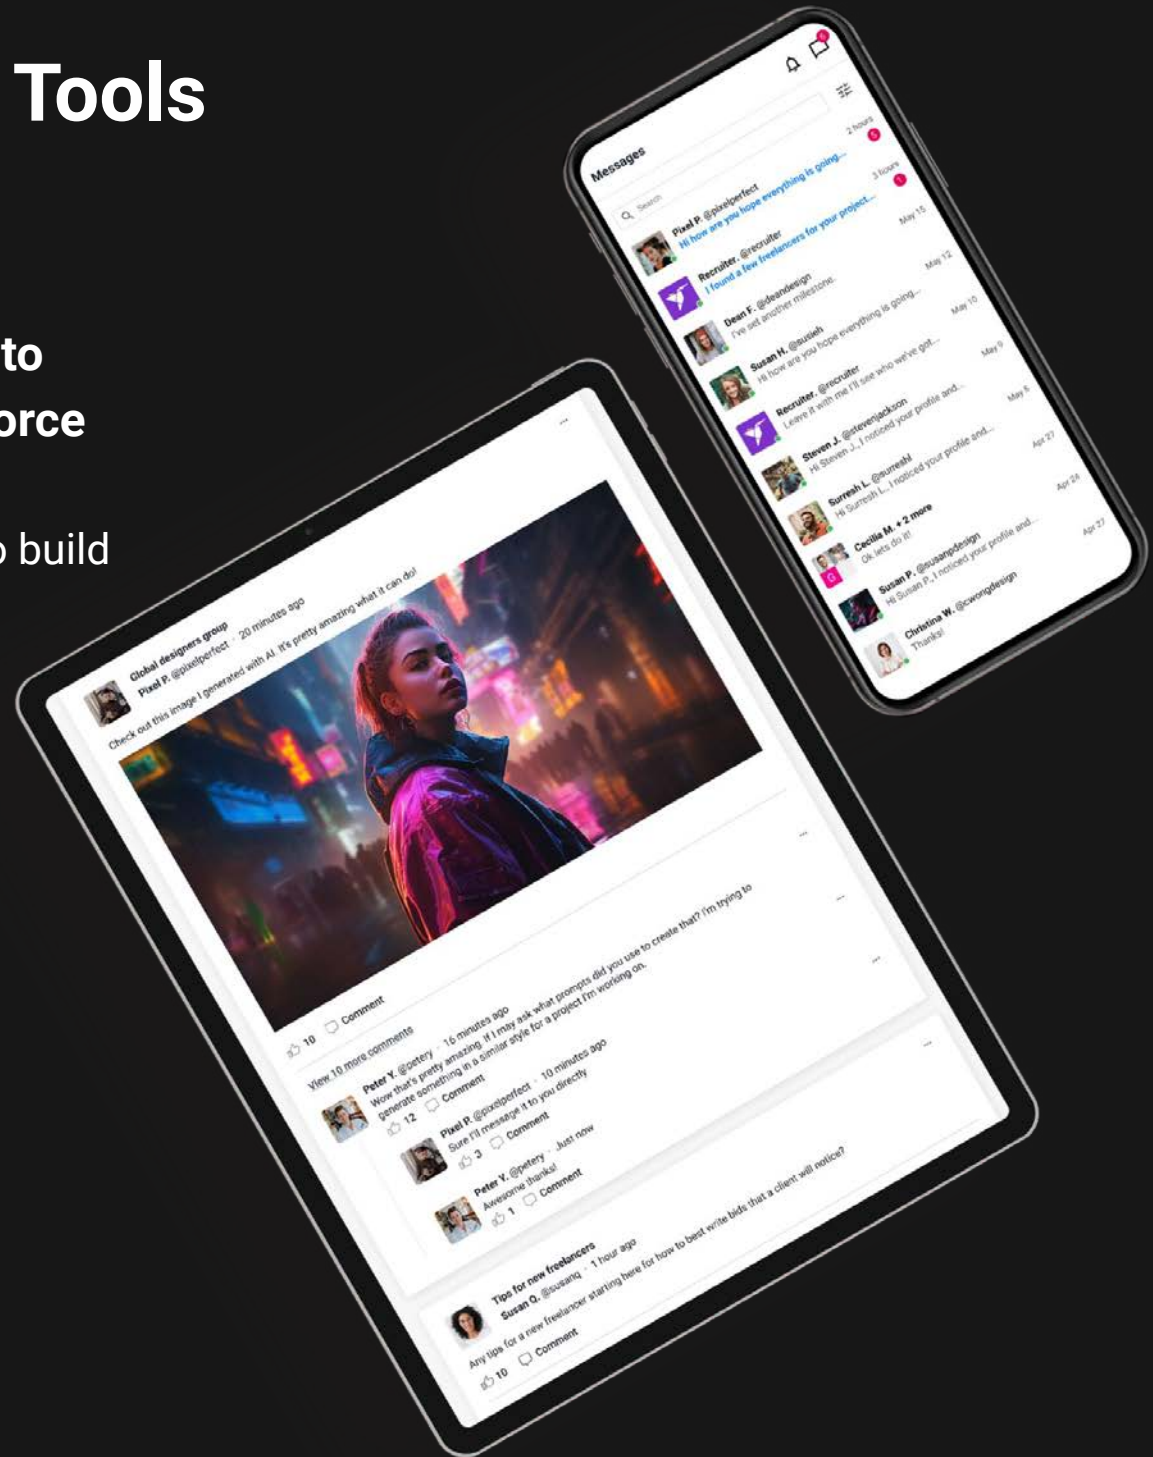 Tools
to
orce
o build
6
Messages
Search
Pixel P. @pixelperfect
2 hours
Hi how are you hope everything is going...
5
Recruiter. @recruiter
3 hours
I found a few freelancers for your project...
1
Dean F. @deandesign
May 15
I've set another milestone.
Susan H. @susieh
May 12
Hi how are you hope everything is going...
Recruiter. @recruiter
May 10
Leave it with me I'll see who we've got...
Steven J. @stevenjackson
May 9
Hi Steven J., I noticed your profile and...
Surresh L. @surreshl
May 5
Hi Surresh L., I noticed your profile and...
Cecilia M. + 2 more
Apr 27
Ok lets do it!
G
Susan P. @susanpdesign
Apr 24
Hi Susan P., I noticed your profile and...
Christina W. @cwongdesign
Apr 27
Thanks!
Global designers group
Pixel P. @pixelperfect · 20 minutes ago
Check out this image I generated with AI. It's pretty amazing what it can do!
10 Comment
View 10 more comments
Peter Y. @petery · 16 minutes ago
Wow that's pretty amazing. If I may ask what prompts did you use to create that? I'm trying to
generate something in a similar style for a project I'm working on.
12 Comment
Pixel P. @pixelperfect · 10 minutes ago
Sure I'll message it to you directly
3 Comment
Peter Y. @petery · Just now
Awesome thanks!
1 Comment
Tips for new freelancers
Susan Q. @susanq · 1 hour ago
Any tips for a new freelancer starting here for how to best write bids that a client will notice?
10 Comment